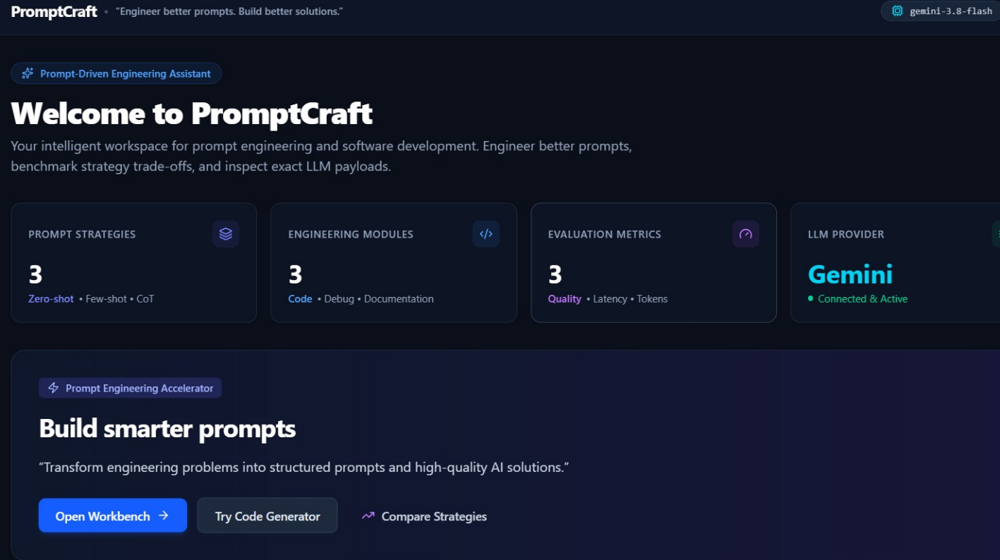 PromptCraft • “Engineer better prompts. Build better solutions.”
gemini-3.8-flash
Prompt-Driven Engineering Assistant
Welcome to PromptCraft
Your intelligent workspace for prompt engineering and software development. Engineer better prompts,
benchmark strategy trade-offs, and inspect exact LLM payloads.
PROMPT STRATEGIES
3
Zero-shot • Few-shot • CoT
ENGINEERING MODULES
3
Code • Debug • Documentation
EVALUATION METRICS
3
Quality • Latency • Tokens
LLM PROVIDER
Gemini
Connected & Active
Prompt Engineering Accelerator
Build smarter prompts
“Transform engineering problems into structured prompts and high-quality AI solutions.”
Open Workbench →
Try Code Generator
Compare Strategies